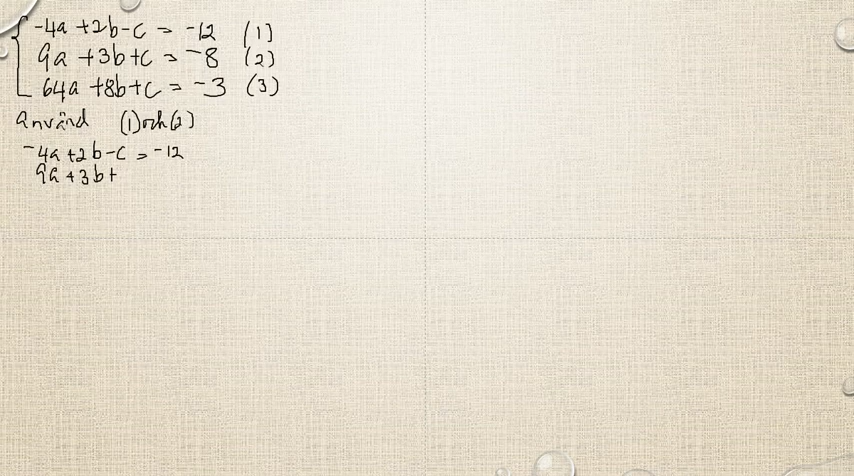 -4a +2b-c = -12 (1)
9a +3b+c = -8 (2)
64a +8b+c = -3 (3)
Använd (1)och(2)
-4a +2b-c = -12
9a +3b+